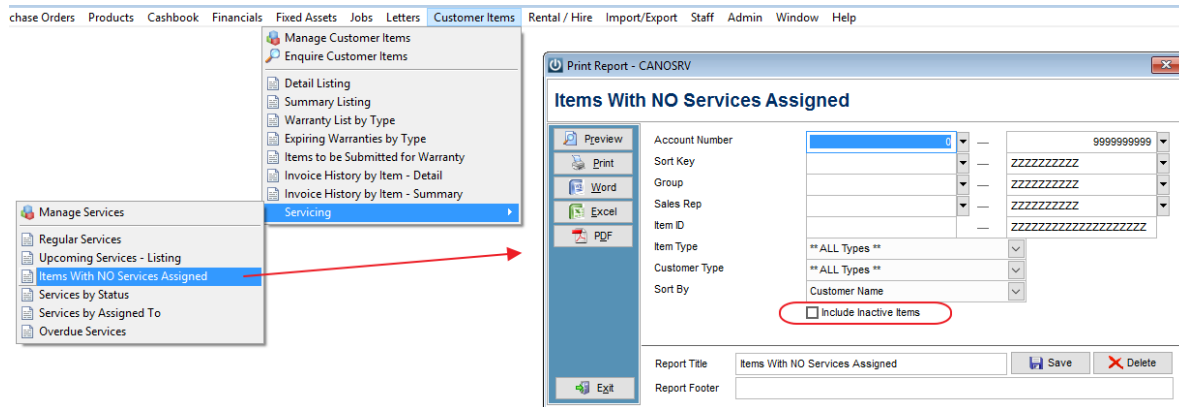 chase Orders Products Cashbook Financials Fixed Assets Jobs Letters Customer Items Rental / Hire Import/Export Staff Admin Window Help
Manage Customer Items
Enquire Customer Items
Detail Listing
Summary Listing
Warranty List by Type
Expiring Warranties by Type
Items to be Submitted for Warranty
Invoice History by Item - Detail
Invoice History by Item - Summary
Servicing
Manage Services
Regular Services
Upcoming Services - Listing
Items With NO Services Assigned
Services by Status
Services by Assigned To
Overdue Services
Print Report - CANOSRV
Items With NO Services Assigned
Preview
Print
Word
Excel
PDF
Exit
Account Number 0 — 9999999999
Sort Key — ZZZZZZZZZZ
Group — ZZZZZZZZZZ
Sales Rep — ZZZZZZZZZZ
Item ID — ZZZZZZZZZZZZZZZZZZZZ
Item Type ** ALL Types **
Customer Type ** ALL Types **
Sort By Customer Name
Include Inactive Items
Report Title Items With NO Services Assigned Save Delete
Report Footer